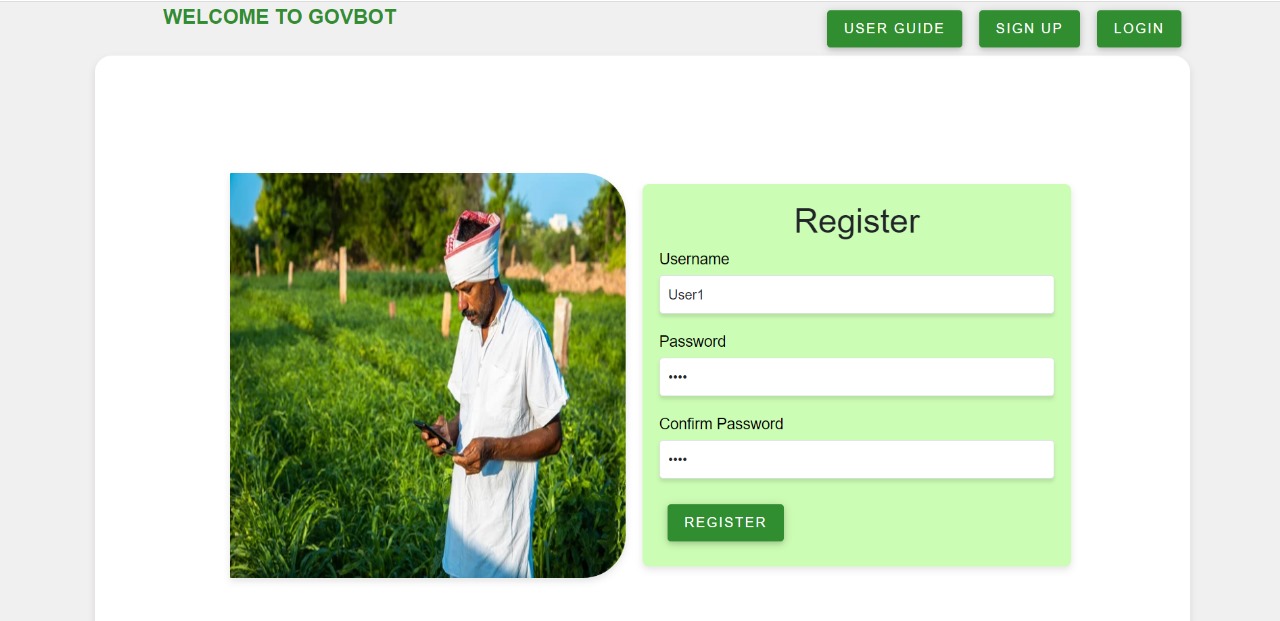 WELCOME TO GOVBOT
USER GUIDE
SIGN UP
LOGIN
Register
Username
User1
Password
••••
Confirm Password
••••
REGISTER